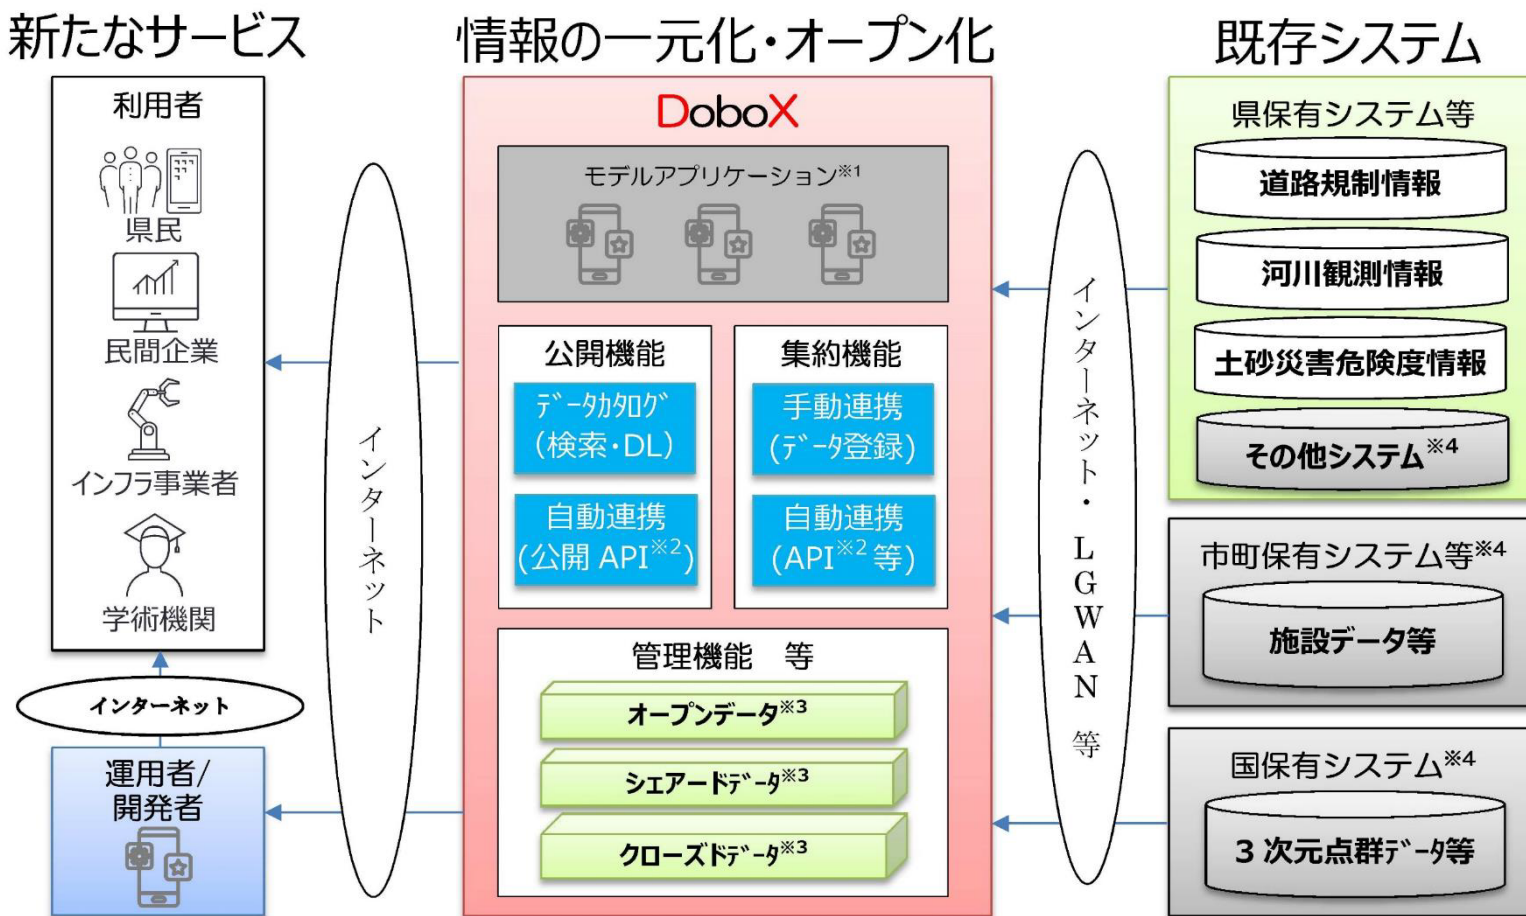 新たなサービス
情報の一元化・オープン化
既存システム
利用者
県民
民間企業
インフラ事業者
学術機関
インターネット
運用者/
開発者
インターネット
DoboX
モデルアプリケーション※1
公開機能
ﾃﾞｰﾀｶﾀﾛｸﾞ
(検索・DL)
自動連携
(公開 API※2)
集約機能
手動連携
(ﾃﾞｰﾀ登録)
自動連携
(API※2 等)
管理機能　等
オープンデータ※3
シェアードﾃﾞｰﾀ※3
クローズドﾃﾞｰﾀ※3
インターネット・LGWAN 等
県保有システム等
道路規制情報
河川観測情報
土砂災害危険度情報
その他システム※4
市町保有システム等※4
施設データ等
国保有システム※4
3 次元点群ﾃﾞｰﾀ等